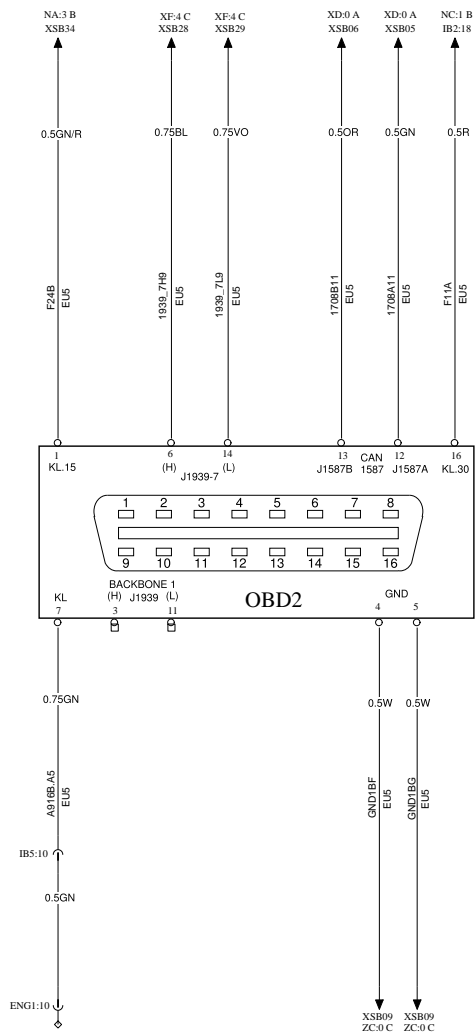 NA:3 B XF:4 C XF:4 C XD:0 A XD:0 A NC:1 B
XSB34 XSB28 XSB29 XSB06 XSB05 IB2:18
0.5GN/R 0.75BL 0.75VO 0.5OR 0.5GN 0.5R
F24B 1939_7H9 1939_7L9 1708B11 1708A11 F11A
EU5 EU5 EU5 EU5 EU5 EU5
1 6 14 13 12 16
KL.15 (H) (L) J1587B CAN J1587A KL.30
J1939-7 1587
1 2 3 4 5 6 7 8
9 10 11 12 13 14 15 16
KL BACKBONE 1 GND
(H) J1939 (L) OBD2
7 3 11 4 5
0.75GN 0.5W 0.5W
A916B.A5 GND1BF GND1BG
EU5 EU5 EU5
IB5:10
0.5GN
ENG1:10
XSB09 XSB09
ZC:0 C ZC:0 C